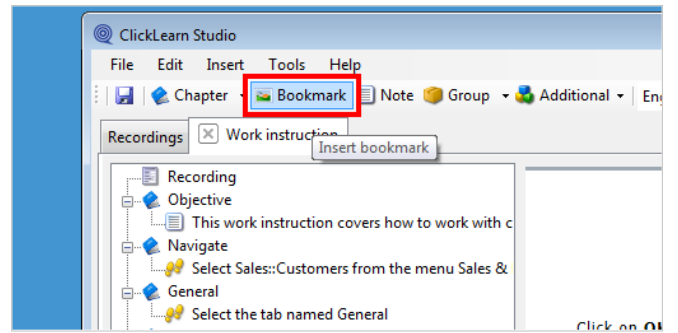 ClickLearn Studio
File Edit Insert Tools Help
Chapter Bookmark Note Group Additional
Recordings Work instruction
Insert bookmark
Recording
Objective
This work instruction covers how to work with c
Navigate
Select Sales::Customers from the menu Sales &
General
Select the tab named General
Click on